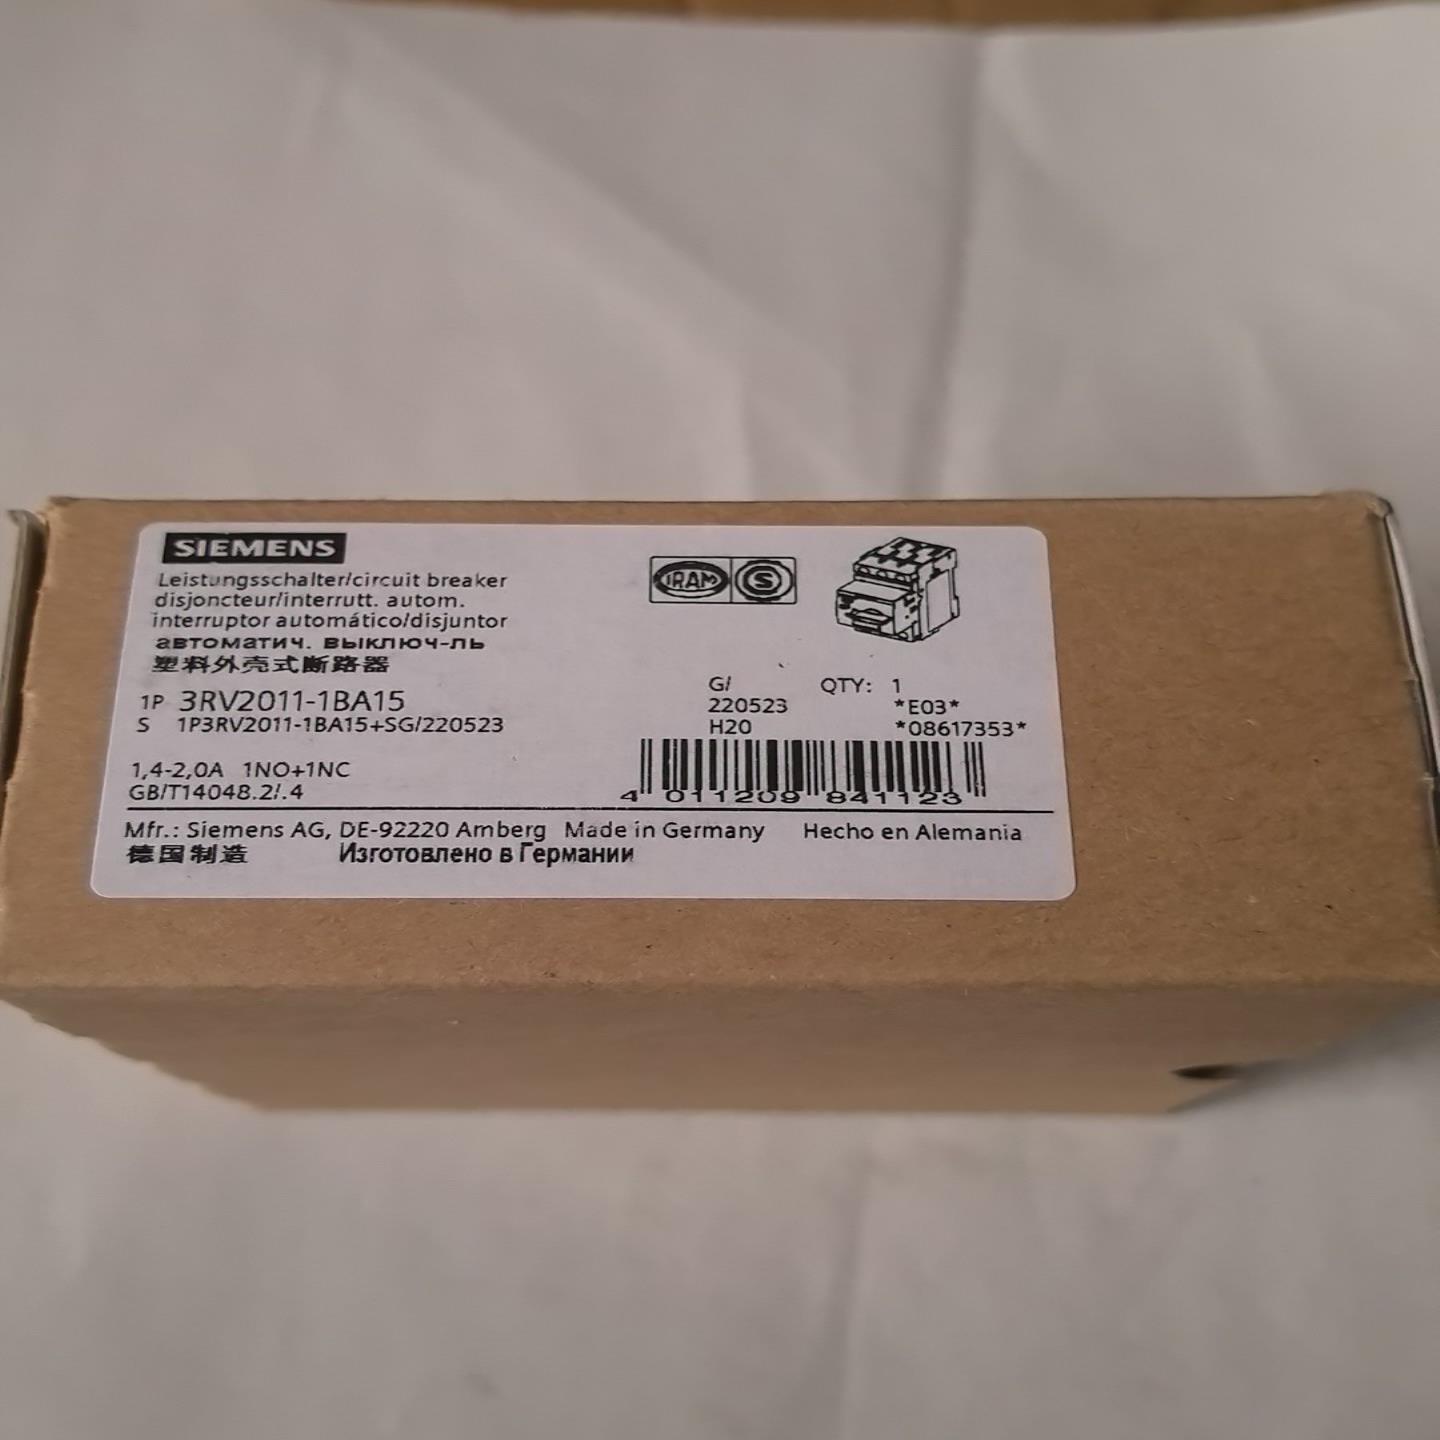 SIEMENS
Leistungsschalter/circuit breaker
disjoncteur/interrutt. autom.
interruptor automático/disjuntor
автоматич. выключ-ль
塑料外壳式断路器
IRAM S
1P 3RV2011-1BA15
S 1P3RV2011-1BA15+SG/220523
G/ QTY: 1
220523 *E03*
H20 *08617353*
1,4-2,0A 1NO+1NC
GB/T14048.2/.4
4 011209 841123
Mfr.: Siemens AG, DE-92220 Amberg Made in Germany Hecho en Alemania
德国制造 Изготовлено в Германии